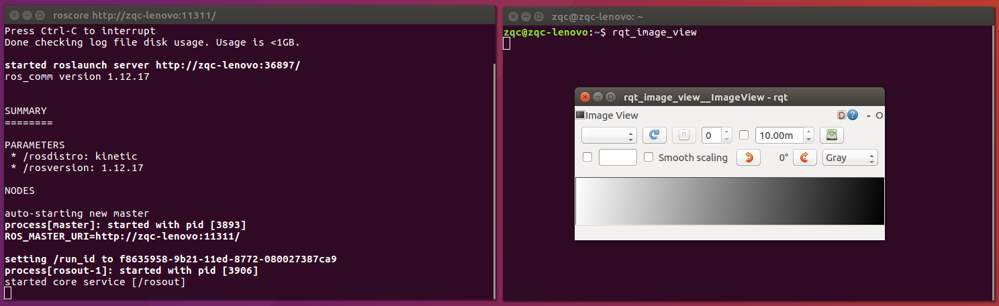 roscore http://zqc-lenovo:11311/
Press Ctrl-C to interrupt
Done checking log file disk usage. Usage is <1GB.
started roslaunch server http://zqc-lenovo:36897/
ros_comm version 1.12.17
SUMMARY
========
PARAMETERS
 * /rosdistro: kinetic
 * /rosversion: 1.12.17
NODES
auto-starting new master
process[master]: started with pid [3893]
ROS_MASTER_URI=http://zqc-lenovo:11311/
setting /run_id to f8635958-9b21-11ed-8772-080027387ca9
process[rosout-1]: started with pid [3906]
started core service [/rosout]
zqc@zqc-lenovo: ~
zqc@zqc-lenovo:~$ rqt_image_view
rqt_image_view__ImageView - rqt
Image View D ? - O
0 10.00m
Smooth scaling 0° Gray